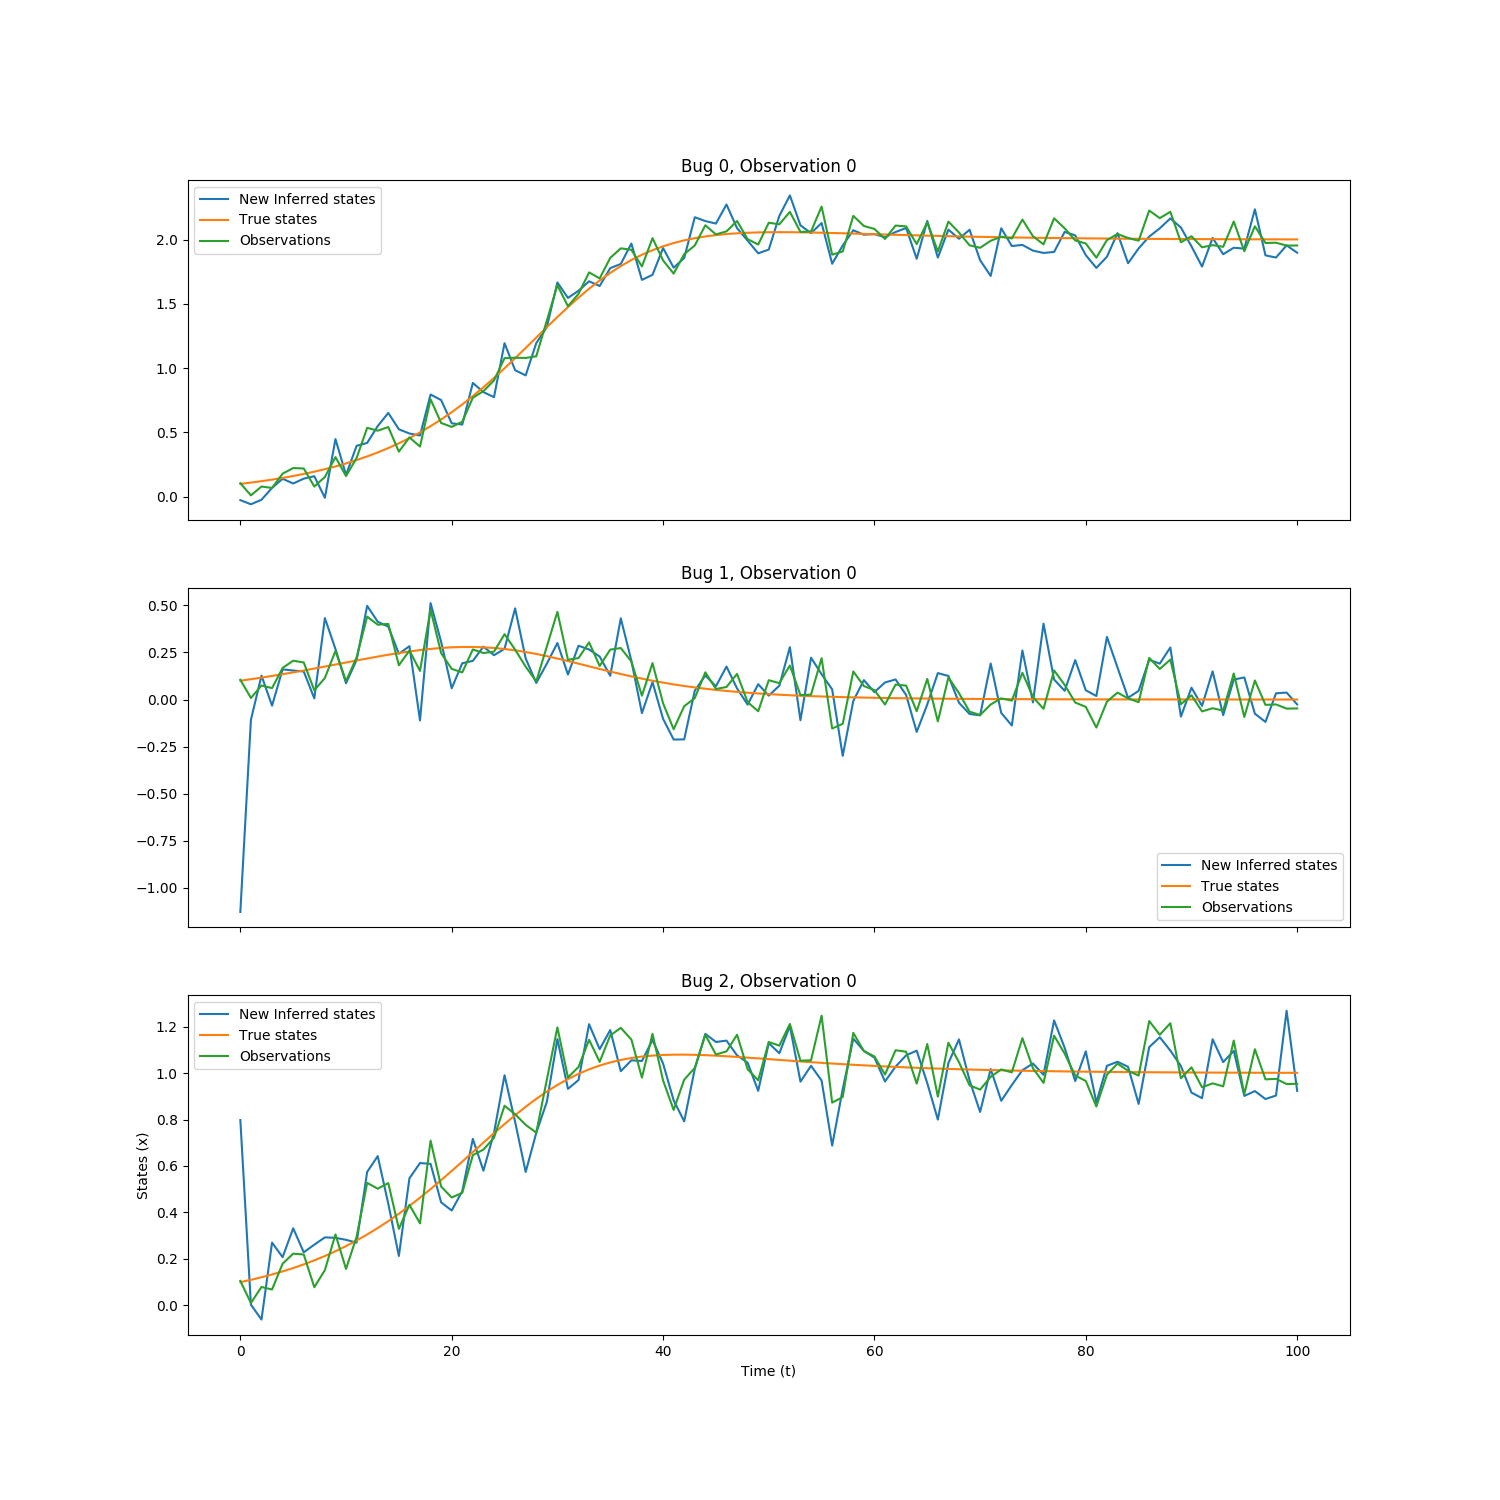 Bug 0, Observation 0
New Inferred states
True states
Observations
2.0
1.5
1.0
0.5
0.0
Bug 1, Observation 0
0.50
0.25
0.00
−0.25
−0.50
−0.75
−1.00
New Inferred states
True states
Observations
Bug 2, Observation 0
New Inferred states
True states
Observations
1.2
1.0
0.8
0.6
0.4
0.2
0.0
States (x)
0 20 40 60 80 100
Time (t)